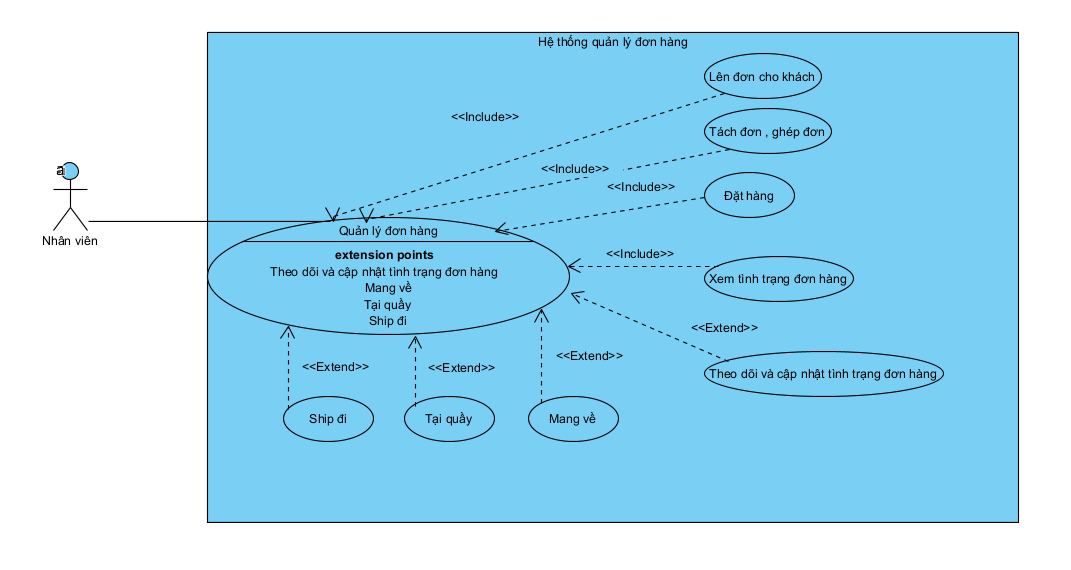 Hệ thống quản lý đơn hàng
Lên đơn cho khách
<<Include>>
Tách đơn , ghép đơn
<<Include>>
<<Include>>
Đặt hàng
Nhân viên
Quản lý đơn hàng
extension points
Theo dõi và cập nhật tình trạng đơn hàng
Mang về
Tại quầy
Ship đi
<<Include>>
Xem tình trạng đơn hàng
<<Extend>>
<<Extend>>
<<Extend>>
<<Extend>>
Theo dõi và cập nhật tình trạng đơn hàng
Ship đi
Tại quầy
Mang về